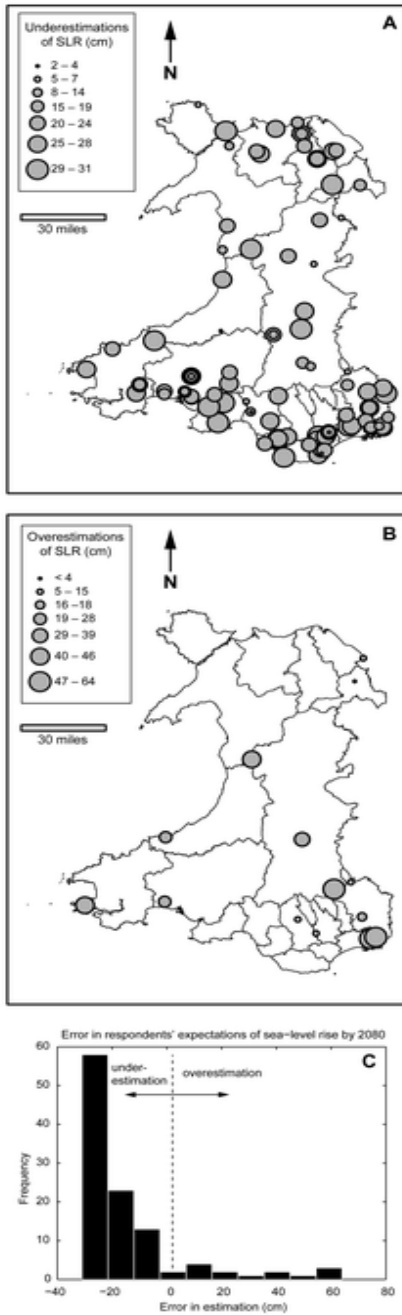 Underestimations
of SLR (cm)
2 – 4
5 – 7
8 – 14
15 – 19
20 – 24
25 – 28
29 – 31
30 miles
N
A
Overestimations
of SLR (cm)
< 4
5 – 15
16 –18
19 – 28
29 – 39
40 – 46
47 – 64
30 miles
N
B
Error in respondents' expectations of sea−level rise by 2080
C
under-
estimation
overestimation
Frequency
60
50
40
30
20
10
0
−40
−20
0
20
40
60
80
Error in estimation (cm)